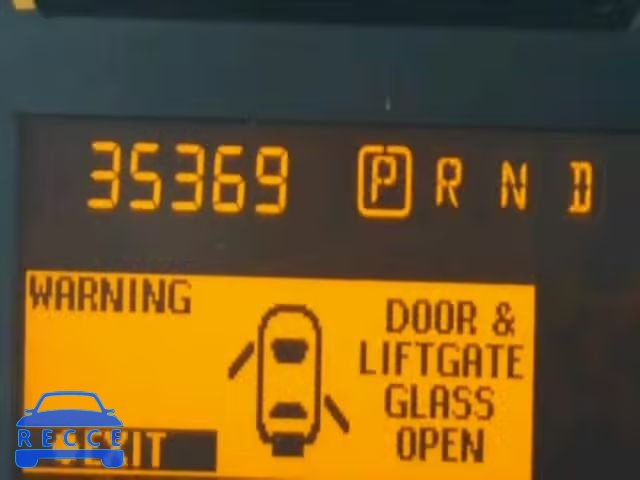 35369 P R N D
WARNING
DOOR &
LIFTGATE
GLASS
OPEN
RECCE